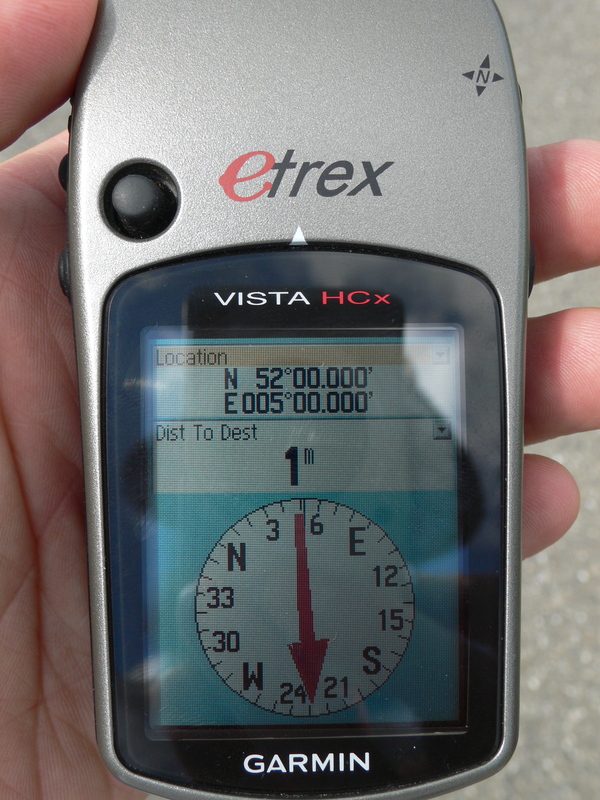 N
etrex
VISTA HCx
Location
N 52°00.000'
E 005°00.000'
Dist To Dest
1m
3 6
N E
12
33
15
30
W S
24 21
GARMIN